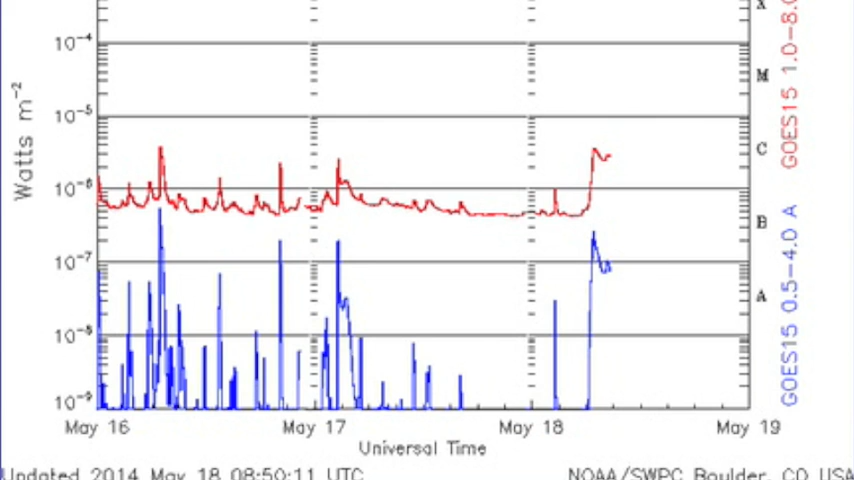 X
10⁻⁴
M
10⁻⁵
C
10⁻⁶
B
10⁻⁷
A
10⁻⁸
10⁻⁹
Watts m⁻²
GOES15 1.0-8.0
GOES15 0.5-4.0 A
May 16 May 17 May 18 May 19
Universal Time
Updated 2014 May 18 08:50:11 UTC
NOAA/SWPC Boulder, CO USA